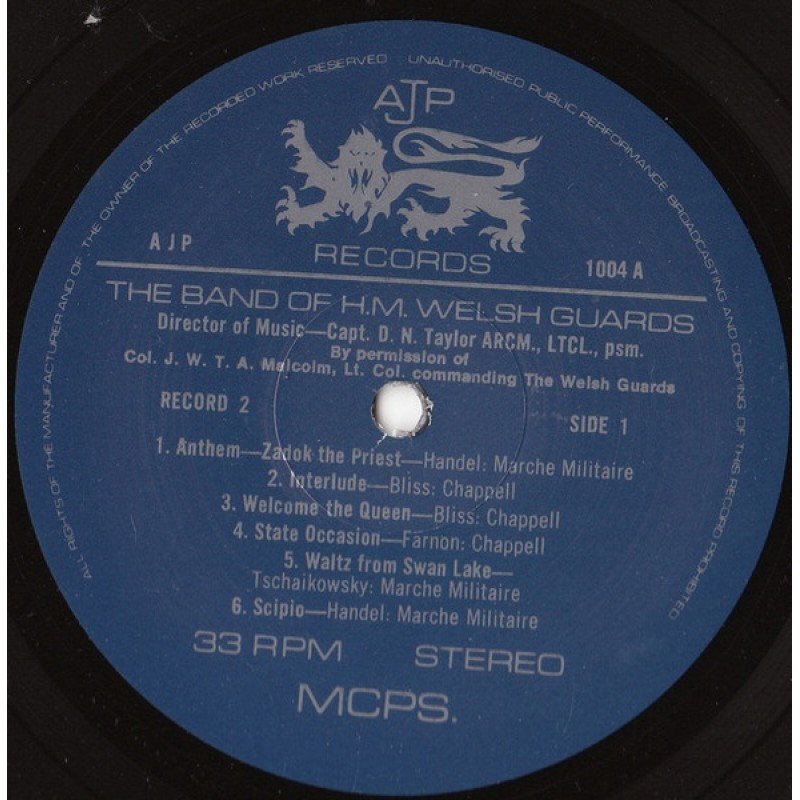 ALL RIGHTS OF THE MANUFACTURER AND OF THE OWNER OF THE RECORDED WORK RESERVED UNAUTHORISED PUBLIC PERFORMANCE BROADCASTING AND COPYING OF THIS RECORD PROHIBITED
AJP
RECORDS
AJP 1004 A
THE BAND OF H.M. WELSH GUARDS
Director of Music—Capt. D. N. Taylor ARCM., LTCL., psm.
By permission of
Col. J. W. T. A. Malcolm, Lt. Col. commanding The Welsh Guards
RECORD 2 SIDE 1
1. Anthem—Zadok the Priest—Handel: Marche Militaire
2. Interlude—Bliss: Chappell
3. Welcome the Queen—Bliss: Chappell
4. State Occasion—Farnon: Chappell
5. Waltz from Swan Lake—
Tschaikowsky: Marche Militaire
6. Scipio—Handel: Marche Militaire
33 RPM STEREO
MCPS.